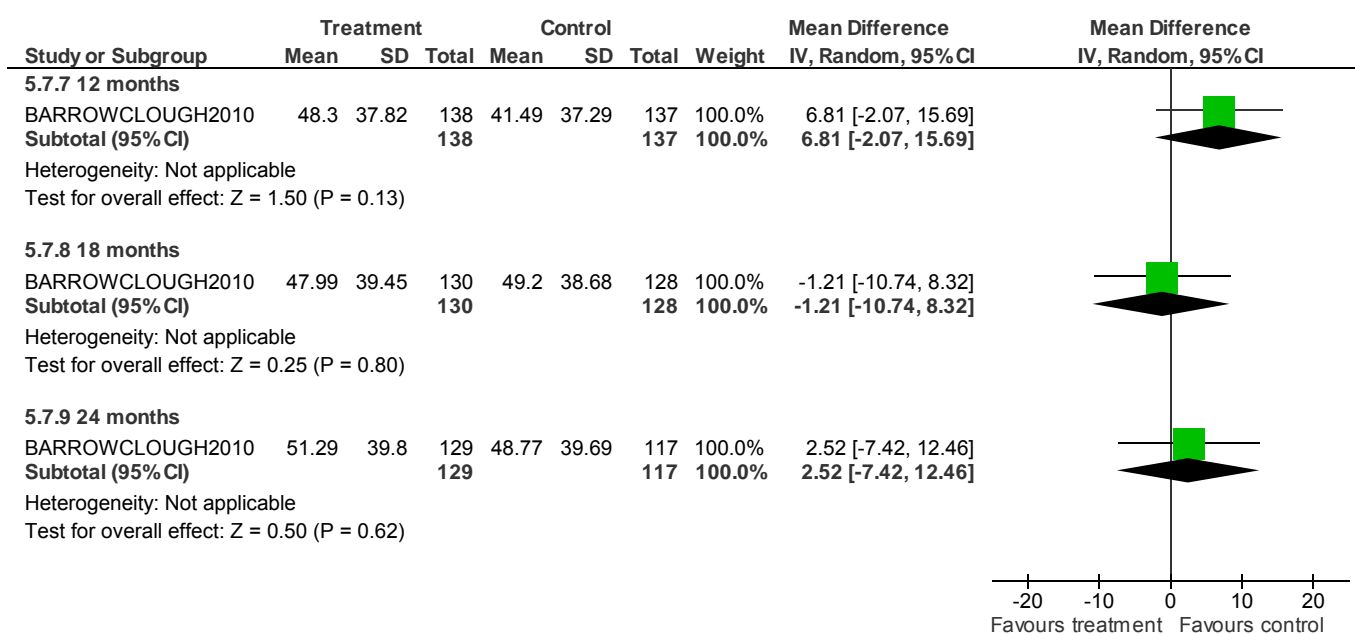 Treatment Control Mean Difference Mean Difference
Study or Subgroup Mean SD Total Mean SD Total Weight IV, Random, 95% CI IV, Random, 95% CI
5.7.7 12 months
BARROWCLOUGH2010 48.3 37.82 138 41.49 37.29 137 100.0% 6.81 [-2.07, 15.69]
Subtotal (95% CI) 138 137 100.0% 6.81 [-2.07, 15.69]
Heterogeneity: Not applicable
Test for overall effect: Z = 1.50 (P = 0.13)
5.7.8 18 months
BARROWCLOUGH2010 47.99 39.45 130 49.2 38.68 128 100.0% -1.21 [-10.74, 8.32]
Subtotal (95% CI) 130 128 100.0% -1.21 [-10.74, 8.32]
Heterogeneity: Not applicable
Test for overall effect: Z = 0.25 (P = 0.80)
5.7.9 24 months
BARROWCLOUGH2010 51.29 39.8 129 48.77 39.69 117 100.0% 2.52 [-7.42, 12.46]
Subtotal (95% CI) 129 117 100.0% 2.52 [-7.42, 12.46]
Heterogeneity: Not applicable
Test for overall effect: Z = 0.50 (P = 0.62)
-20 -10 0 10 20
Favours treatment Favours control